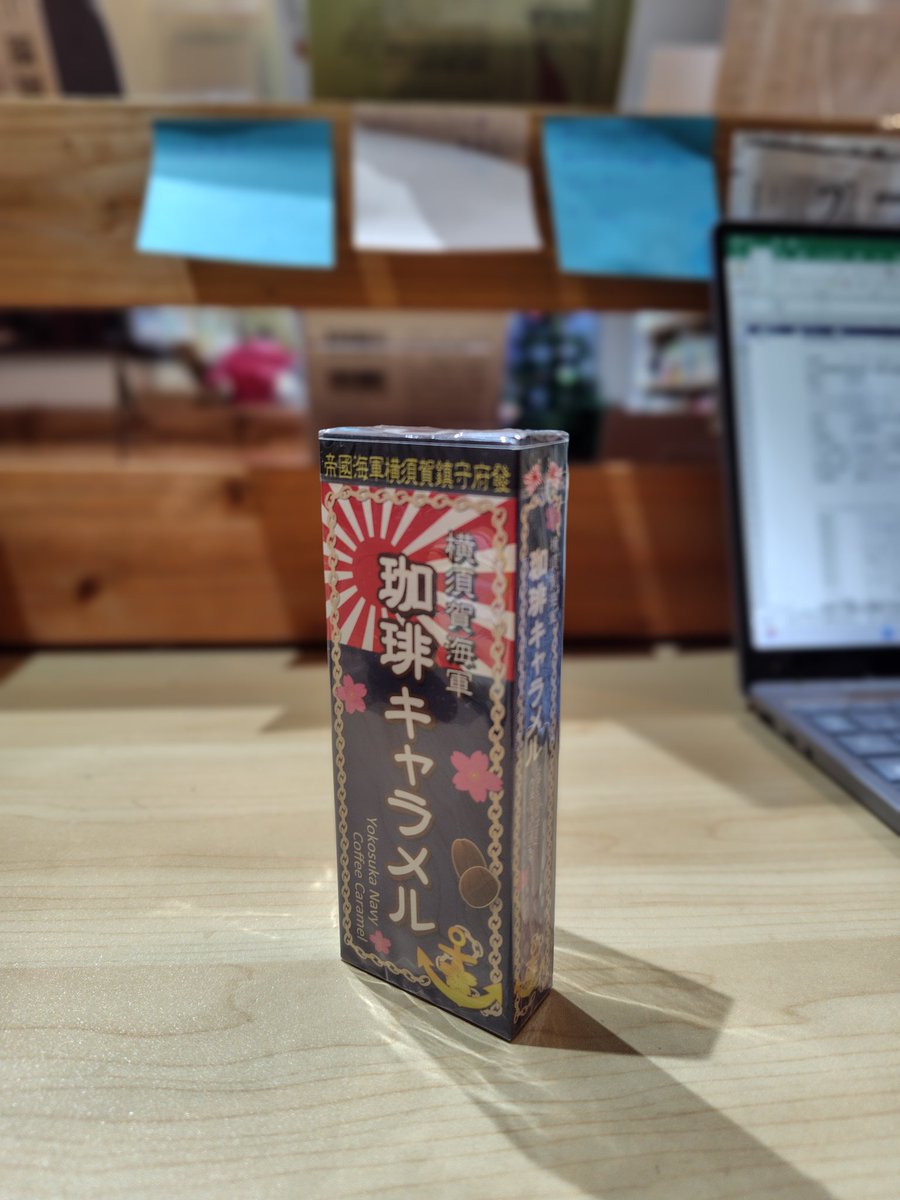 帝國海軍横須賀鎮守府發
横須賀海軍
珈琲キャラメル
Yokosuka Navy
Coffee Caramel
珈琲キャラメル